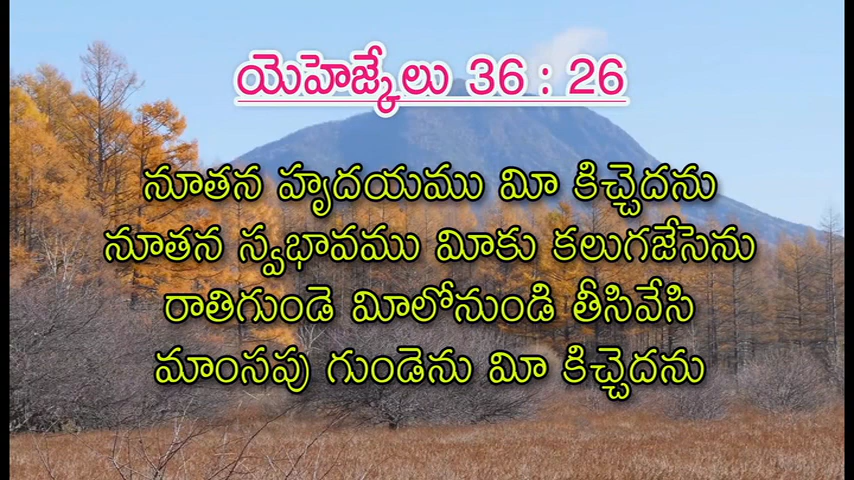 యెహెజ్కేలు 36 : 26
నూతన హృదయము మీ కిచ్చెదను
నూతన స్వభావము మీకు కలుగజేసెను
రాతిగుండె మీలోనుండి తీసివేసి
మాంసపు గుండెను మీ కిచ్చెదను